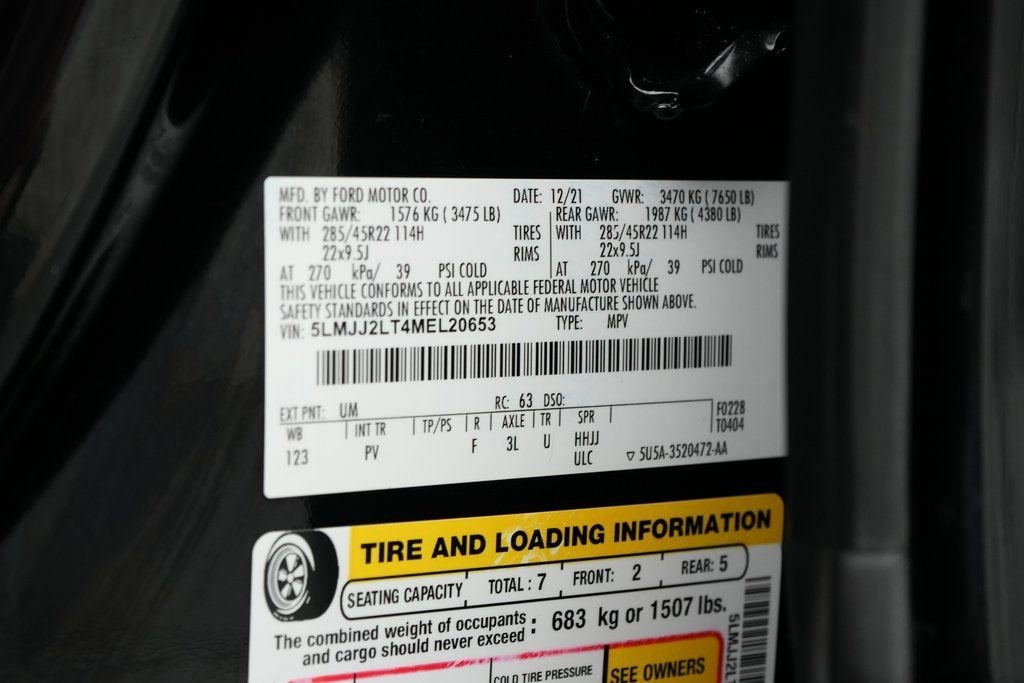 MFD. BY FORD MOTOR CO. DATE: 12/21 GVWR: 3470 KG ( 7650 LB)
FRONT GAWR: 1576 KG ( 3475 LB) REAR GAWR: 1987 KG ( 4380 LB)
WITH 285/45R22 114H TIRES WITH 285/45R22 114H TIRES
22x9.5J RIMS 22x9.5J RIMS
AT 270 kPa/ 39 PSI COLD AT 270 kPa/ 39 PSI COLD
THIS VEHICLE CONFORMS TO ALL APPLICABLE FEDERAL MOTOR VEHICLE
SAFETY STANDARDS IN EFFECT ON THE DATE OF MANUFACTURE SHOWN ABOVE.
VIN: 5LMJJ2LT4MEL20653 TYPE: MPV
EXT PNT: UM RC: 63 DSO:
WB INT TR TP/PS R AXLE TR SPR F0228
T0404
123 PV F 3L U HHJJ
ULC ▽ 5U5A-3520472-AA
TIRE AND LOADING INFORMATION
SEATING CAPACITY TOTAL : 7 FRONT: 2 REAR: 5
The combined weight of occupants : 683 kg or 1507 lbs.
and cargo should never exceed
COLD TIRE PRESSURE SEE OWNERS
5LMJJ2L